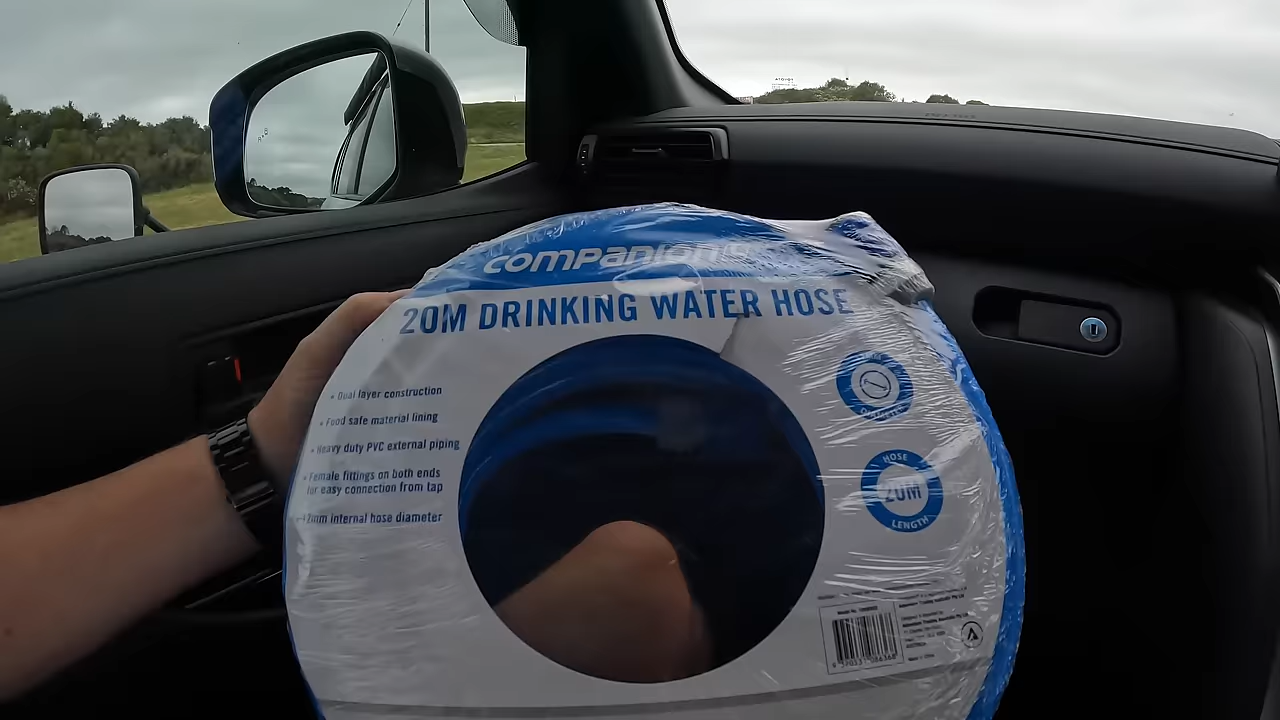 companion
20M DRINKING WATER HOSE
• Dual layer construction
• Food safe material lining
• Heavy duty PVC external piping
• Female fittings on both ends
for easy connection from tap
12mm internal hose diameter
HOSE
20M
LENGTH